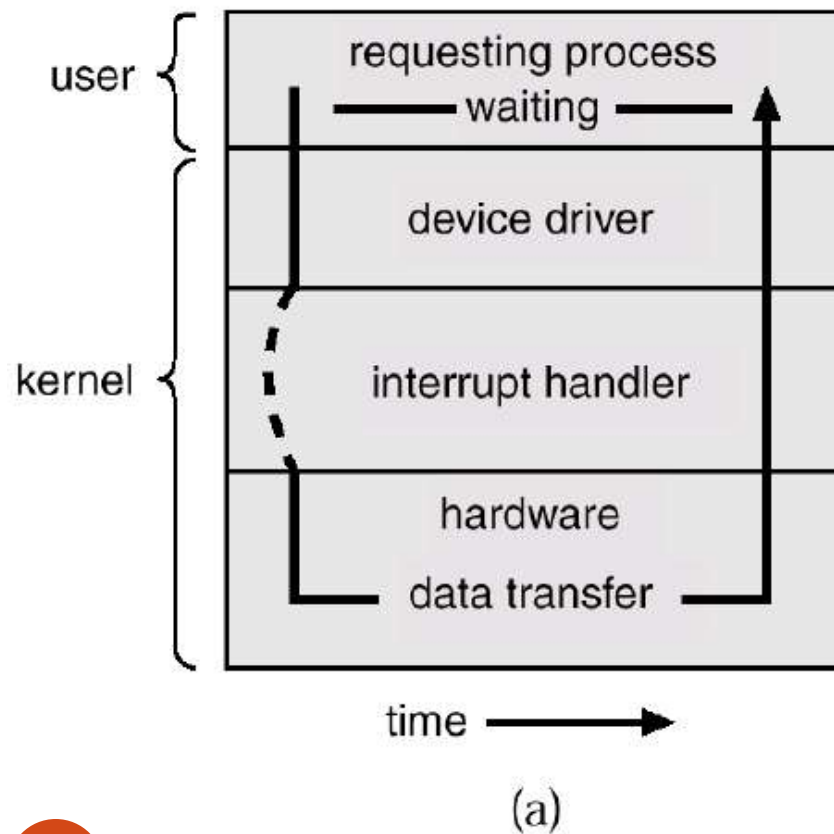 user
requesting process
waiting
device driver
kernel
interrupt handler
hardware
data transfer
time
(a)